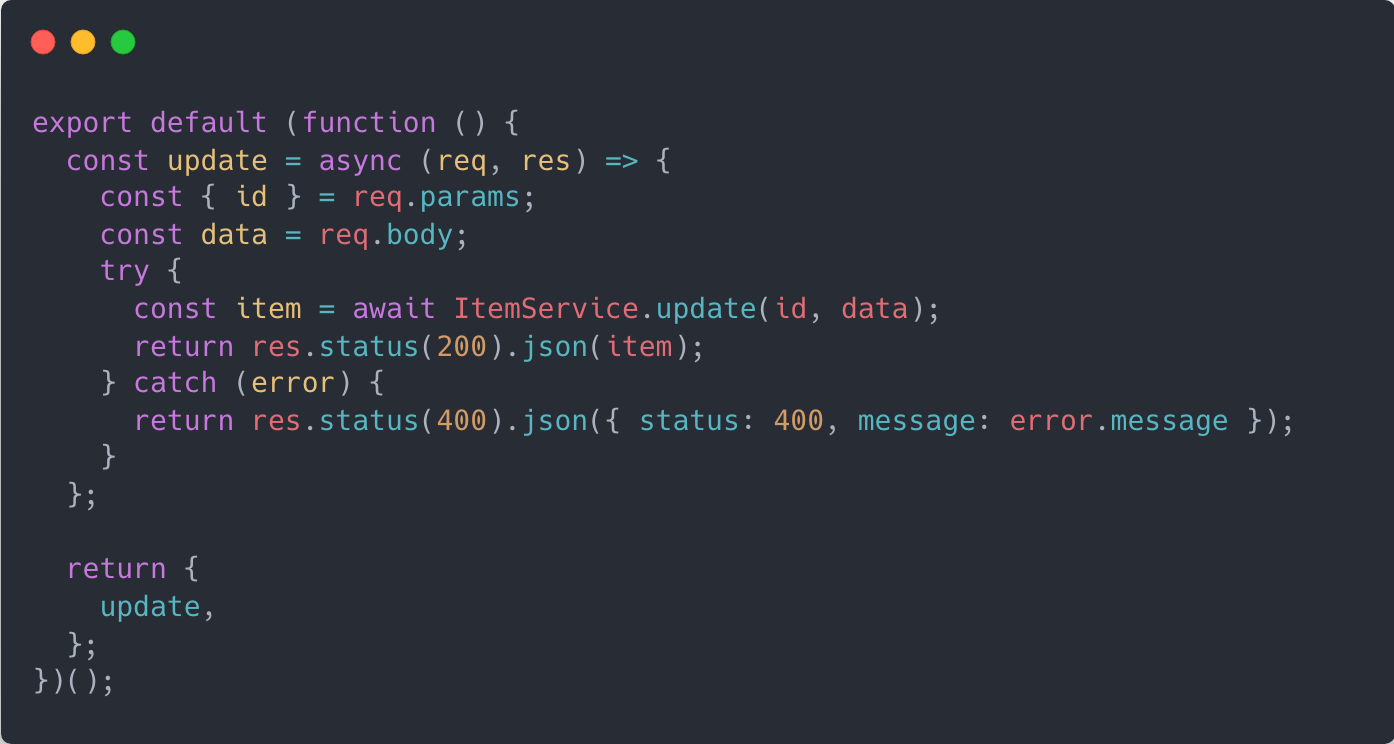 export default (function () {
  const update = async (req, res) => {
    const { id } = req.params;
    const data = req.body;
    try {
      const item = await ItemService.update(id, data);
      return res.status(200).json(item);
    } catch (error) {
      return res.status(400).json({ status: 400, message: error.message });
    }
  };

  return {
    update,
  };
})();